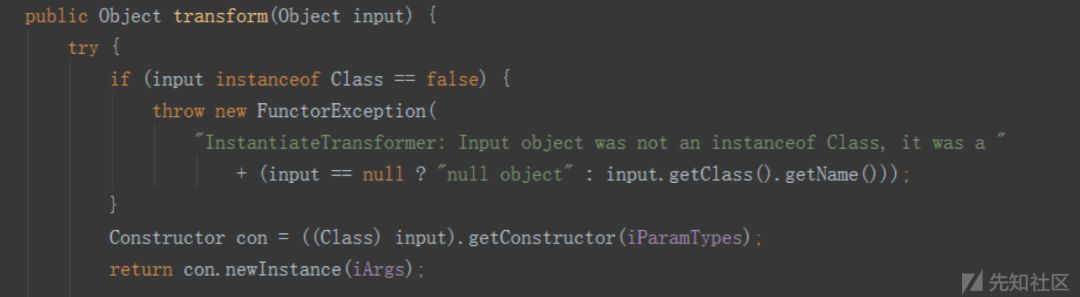 public Object transform(Object input) {
try {
if (input instanceof Class == false) {
throw new FunctorException(
"InstantiateTransformer: Input object was not an instanceof Class, it was a "
+ (input == null ? "null object" : input.getClass().getName()));
}
Constructor con = ((Class) input).getConstructor(iParamTypes);
return con.newInstance(iArgs);
先知社区